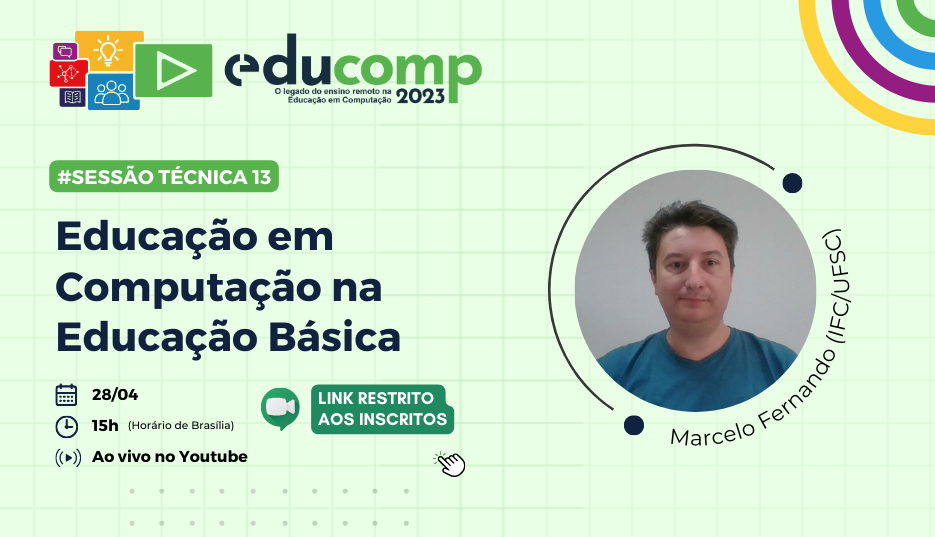 educomp
O legado do ensino remoto na
Educação em Computação
2023
#SESSÃO TÉCNICA 13
Educação em
Computação na
Educação Básica
28/04
15h (Horário de Brasília)
Ao vivo no Youtube
LINK RESTRITO
AOS INSCRITOS
Marcelo Fernando (IFC/UFSC)